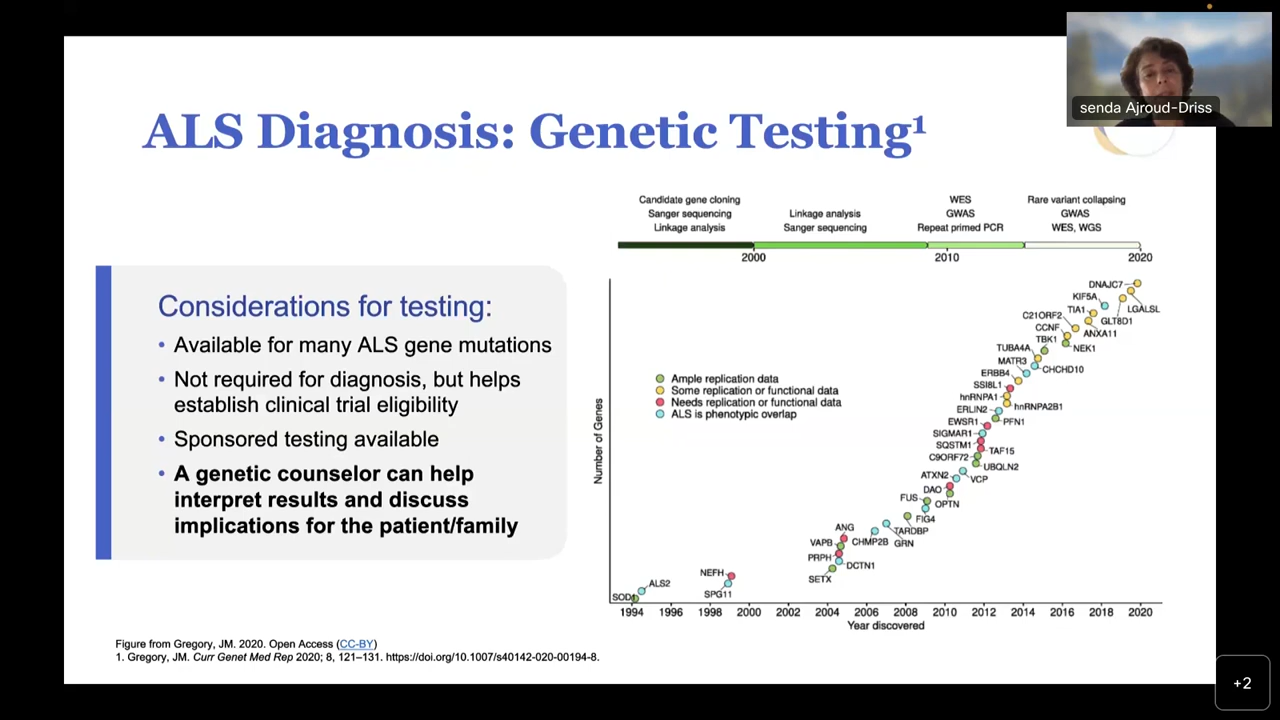 senda Ajroud-Driss
ALS Diagnosis: Genetic Testing¹
Considerations for testing:
• Available for many ALS gene mutations
• Not required for diagnosis, but helps
establish clinical trial eligibility
• Sponsored testing available
• A genetic counselor can help
interpret results and discuss
implications for the patient/family
Candidate gene cloning
Sanger sequencing
Linkage analysis
Linkage analysis
Sanger sequencing
WES
GWAS
Repeat primed PCR
Rare variant collapsing
GWAS
WES, WGS
2000
2010
2020
Number of Genes
Ample replication data
Some replication or functional data
Needs replication or functional data
ALS is phenotypic overlap
DNAJC7
KIF5A
LGALSL
TIA1
GLT8D1
C21ORF2
ANXA11
CCNF
TBK1
NEK1
TUBA4A
MATR3
CHCHD10
ERBB4
SSI8L1
hnRNPA1
hnRNPA2B1
ERLIN2
PFN1
EWSR1
SIGMAR1
SQSTM1
TAF15
C9ORF72
UBQLN2
ATXN2
VCP
DAO
OPTN
FUS
FIG4
TARDBP
ANG
CHMP2B
GRN
VAPB
PRPH
DCTN1
SETX
NEFH
SPG11
ALS2
SOD1
1994 1996 1998 2000 2002 2004 2006 2008 2010 2012 2014 2016 2018 2020
Year discovered
Figure from Gregory, JM. 2020. Open Access (CC-BY)
1. Gregory, JM. Curr Genet Med Rep 2020; 8, 121–131. https://doi.org/10.1007/s40142-020-00194-8.
+2